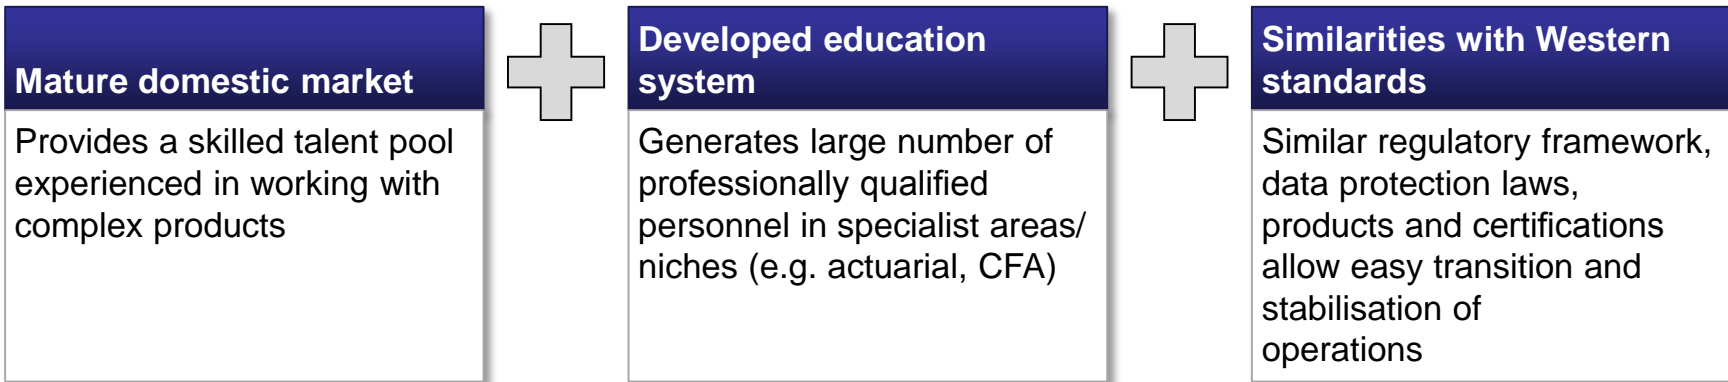 Mature domestic market
Provides a skilled talent pool
experienced in working with
complex products
Developed education
system
Generates large number of
professionally qualified
personnel in specialist areas/
niches (e.g. actuarial, CFA)
Similarities with Western
standards
Similar regulatory framework,
data protection laws,
products and certifications
allow easy transition and
stabilisation of
operations